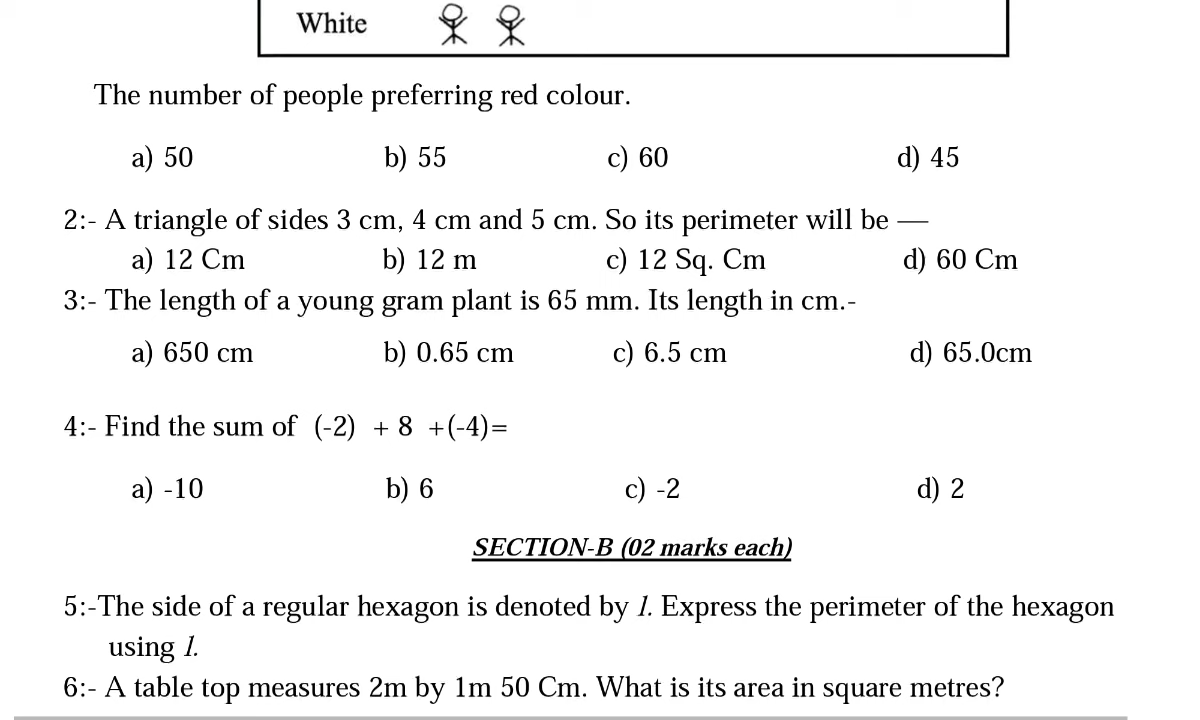 White
The number of people preferring red colour.
a) 50 b) 55 c) 60 d) 45
2:- A triangle of sides 3 cm, 4 cm and 5 cm. So its perimeter will be —
a) 12 Cm b) 12 m c) 12 Sq. Cm d) 60 Cm
3:- The length of a young gram plant is 65 mm. Its length in cm.-
a) 650 cm b) 0.65 cm c) 6.5 cm d) 65.0cm
4:- Find the sum of (-2) + 8 +(-4)=
a) -10 b) 6 c) -2 d) 2
SECTION-B (02 marks each)
5:-The side of a regular hexagon is denoted by l. Express the perimeter of the hexagon
using l.
6:- A table top measures 2m by 1m 50 Cm. What is its area in square metres?